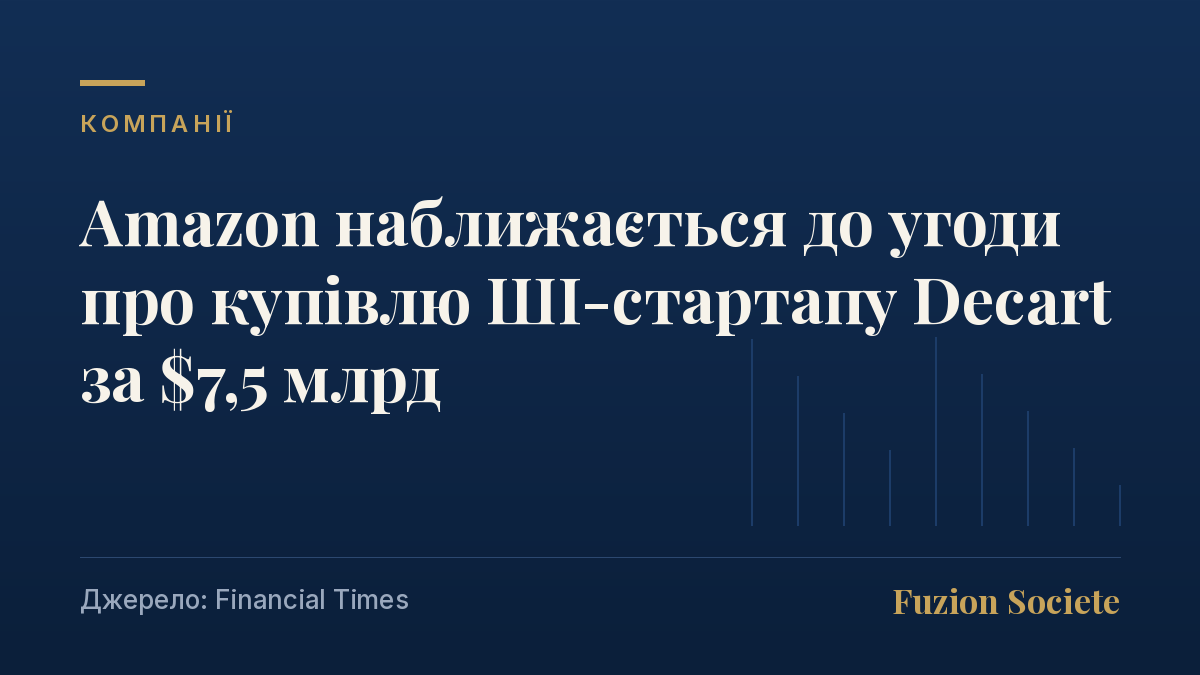 КОМПАНІЇ
Amazon наближається до угоди
про купівлю ШІ-стартапу Decart
за $7,5 млрд
Джерело: Financial Times
Fuzion Societe